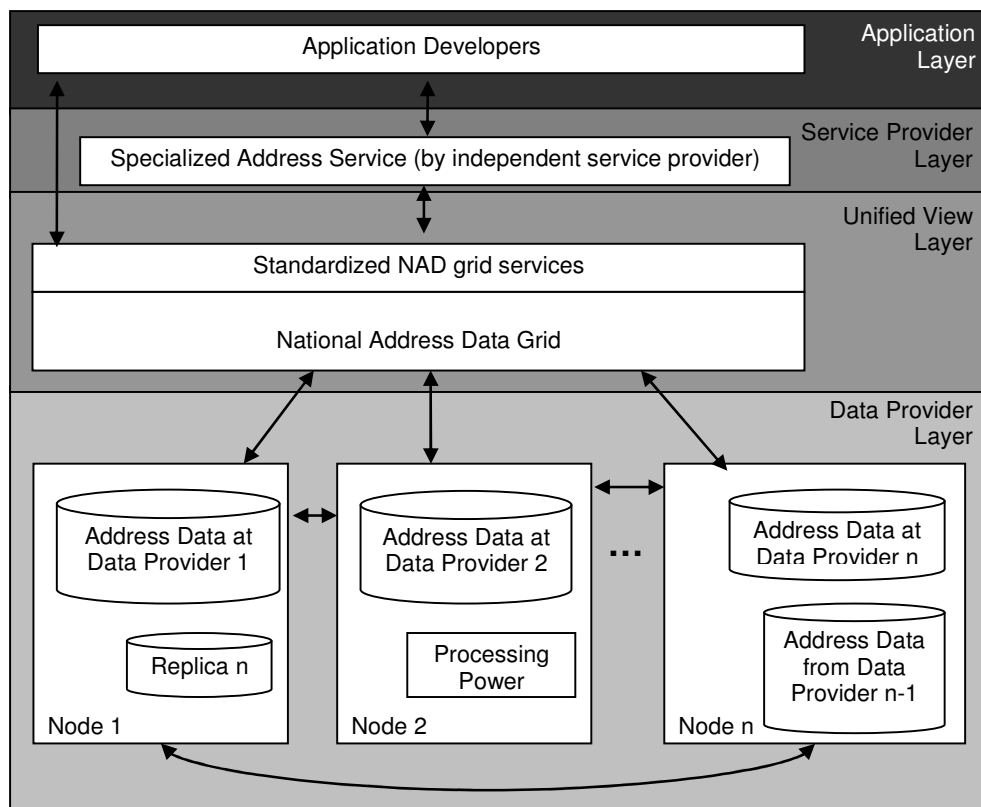 Application Developers
Application
Layer
Service Provider
Layer
Specialized Address Service (by independent service provider)
Unified View
Layer
Standardized NAD grid services
National Address Data Grid
Data Provider
Layer
Address Data at
Data Provider 1
Replica n
Node 1
Address Data at
Data Provider 2
Processing
Power
Node 2
...
Address Data at
Data Provider n
Address Data
from Data
Provider n-1
Node n